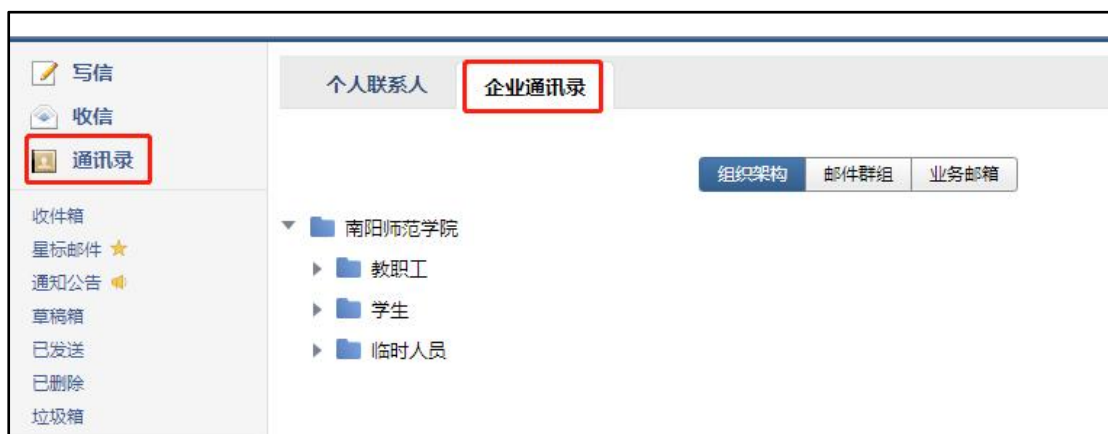 写信
收信
通讯录
收件箱
星标邮件
通知公告
草稿箱
已发送
已删除
垃圾箱
个人联系人 企业通讯录
组织架构 邮件群组 业务邮箱
南阳师范学院
教职工
学生
临时人员